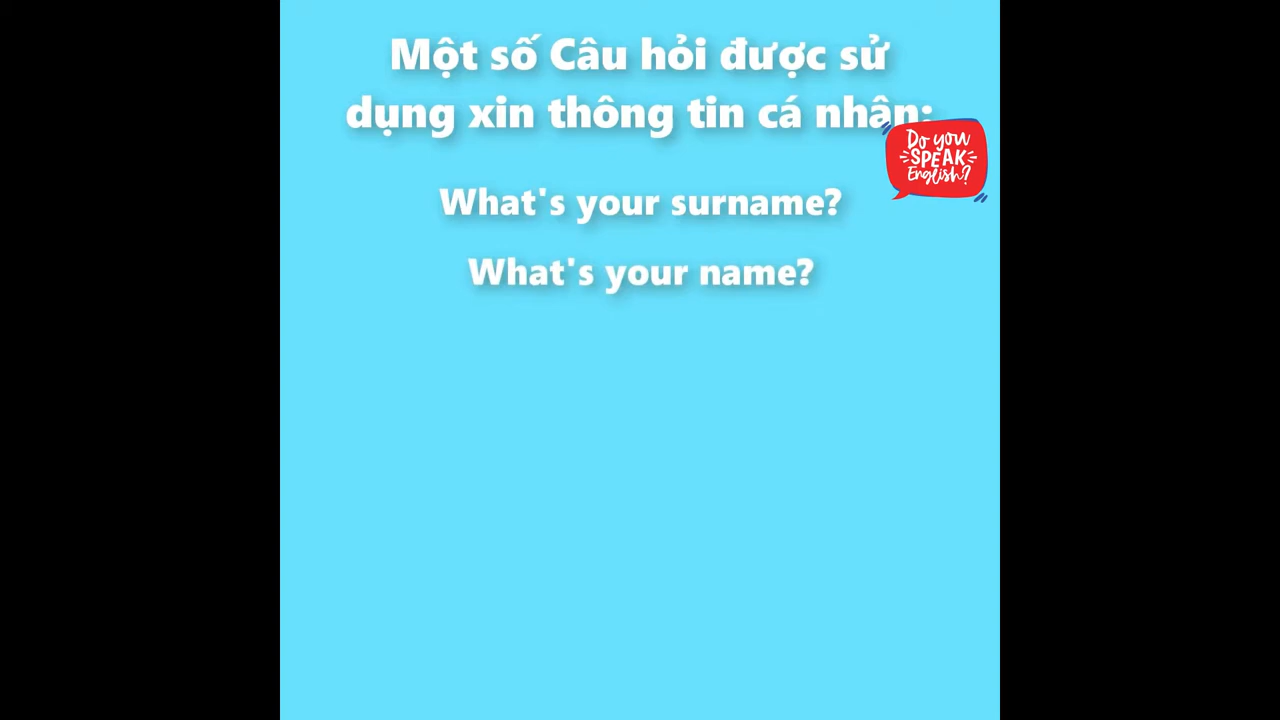 Một số Câu hỏi được sử
dụng xin thông tin cá nhân:
Do you
SPEAK
English?
What's your surname?
What's your name?